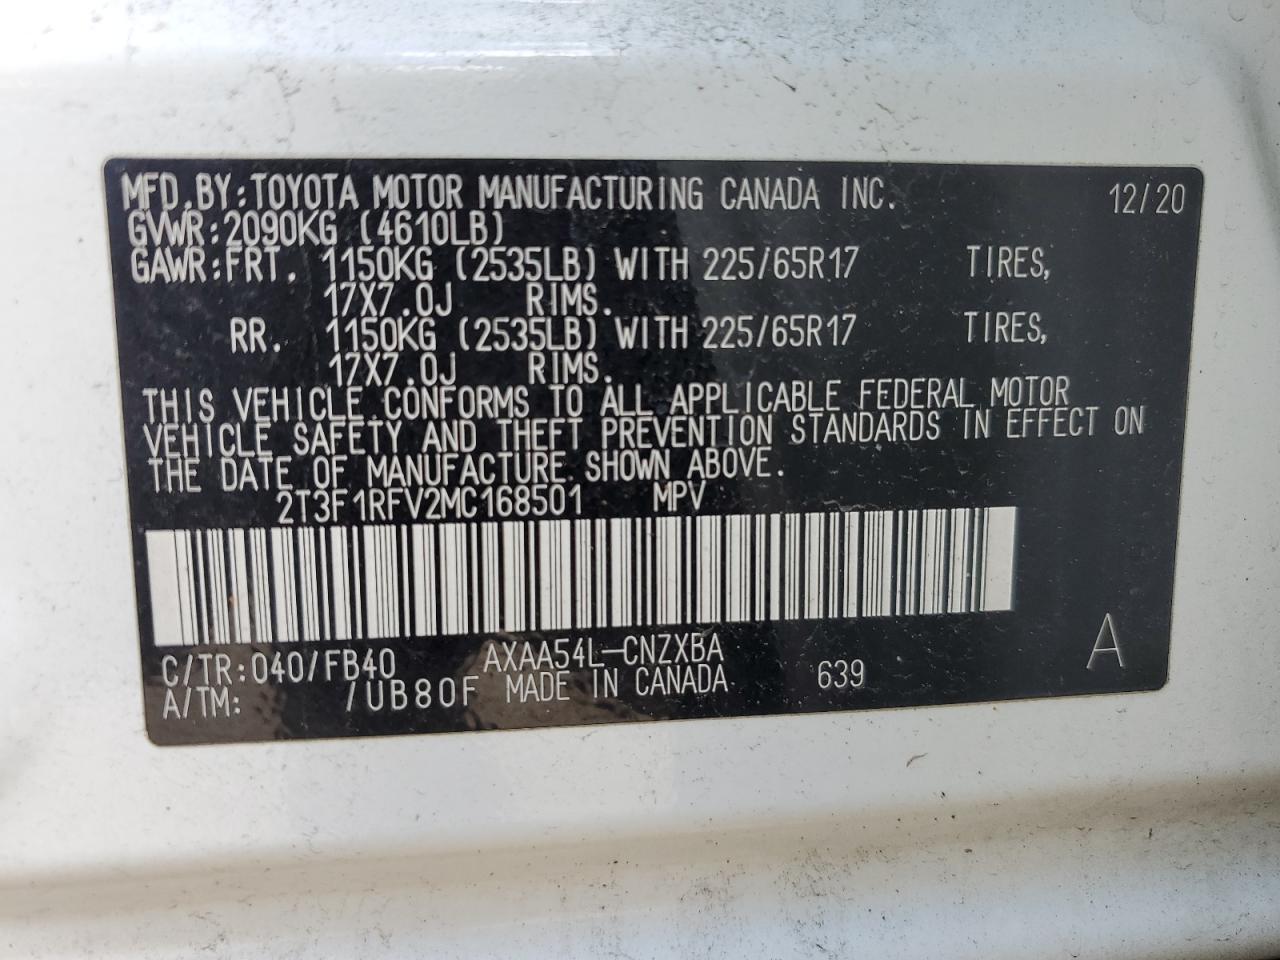 MFD.BY:TOYOTA MOTOR MANUFACTURING CANADA INC. 12/20
GVWR:2090KG (4610LB)
GAWR:FRT. 1150KG (2535LB) WITH 225/65R17 TIRES,
17X7.0J RIMS.
RR. 1150KG (2535LB) WITH 225/65R17 TIRES,
17X7.0J RIMS.
THIS VEHICLE CONFORMS TO ALL APPLICABLE FEDERAL MOTOR
VEHICLE SAFETY AND THEFT PREVENTION STANDARDS IN EFFECT ON
THE DATE OF MANUFACTURE SHOWN ABOVE.
2T3F1RFV2MC168501 MPV
C/TR:040/FB40 AXAA54L-CNZXBA
A/TM: /UB80F MADE IN CANADA 639 A